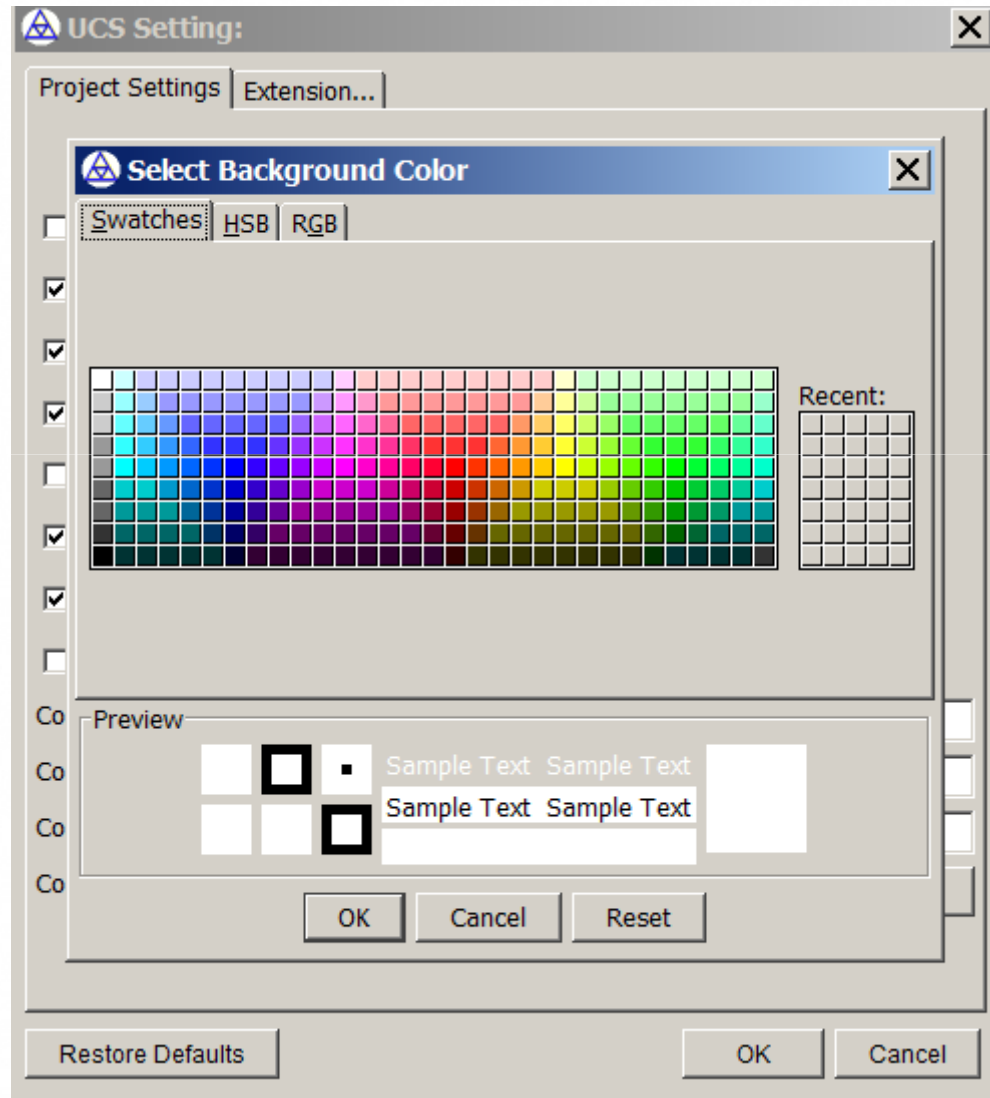 UCS Setting:
Project Settings Extension...
Select Background Color
Swatches HSB RGB
Recent:
Co
Preview
Co
Sample Text Sample Text
Sample Text Sample Text
Co
Co
OK Cancel Reset
Restore Defaults OK Cancel